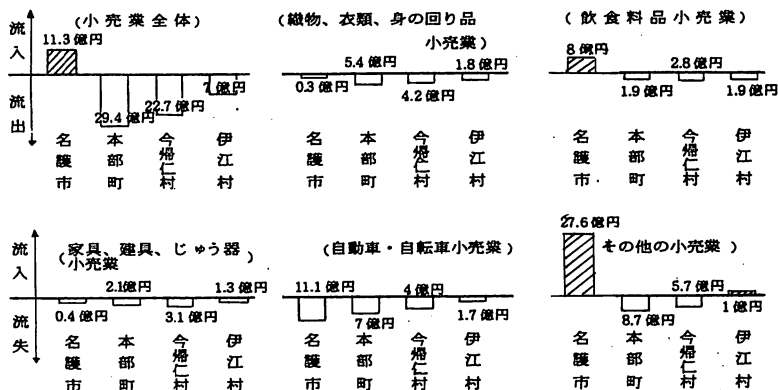 (小売業全体)
流入
流出
11.3億円
29.4億円
22.7億円
7億円
名護市
本部町
今帰仁村
伊江村
(織物、衣類、身の回り品
小売業)
0.3億円
5.4億円
4.2億円
1.8億円
名護市
本部町
今帰仁村
伊江村
(飲食料品小売業)
8億円
1.9億円
2.8億円
1.9億円
名護市
本部町
今帰仁村
伊江村
流入
流失
(家具、建具、じゅう器
小売業)
0.4億円
2.1億円
3.1億円
1.3億円
名護市
本部町
今帰仁村
伊江村
(自動車・自転車小売業)
11.1億円
7億円
4億円
1.7億円
名護市
本部町
今帰仁村
伊江村
その他の小売業)
27.6億円
8.7億円
5.7億円
1億円
名護市
本部町
今帰仁村
伊江村